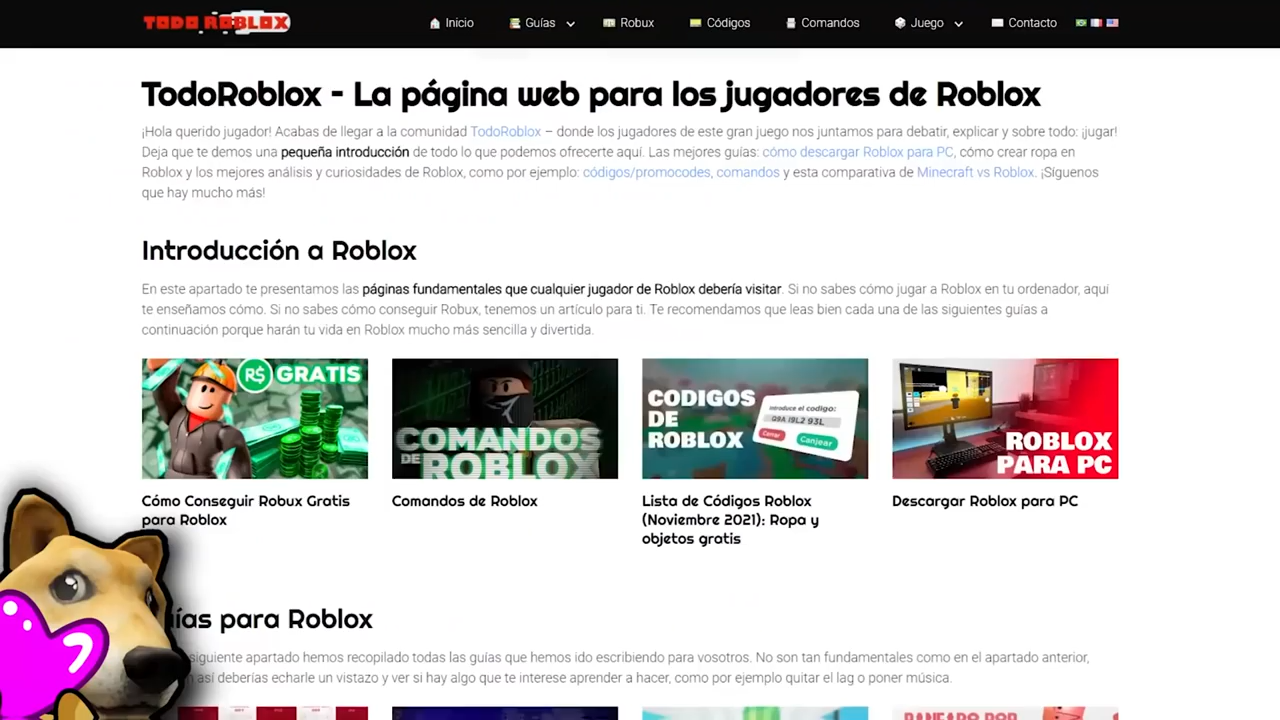 TODO ROBLOX
Inicio
Guías
Robux
Códigos
Comandos
Juego
Contacto
TodoRoblox - La página web para los jugadores de Roblox
¡Hola querido jugador! Acabas de llegar a la comunidad TodoRoblox – donde los jugadores de este gran juego nos juntamos para debatir, explicar y sobre todo: ¡jugar!
Deja que te demos una pequeña introducción de todo lo que podemos ofrecerte aquí. Las mejores guías: cómo descargar Roblox para PC, cómo crear ropa en
Roblox y los mejores análisis y curiosidades de Roblox, como por ejemplo: códigos/promocodes, comandos y esta comparativa de Minecraft vs Roblox. ¡Síguenos
que hay mucho más!
Introducción a Roblox
En este apartado te presentamos las páginas fundamentales que cualquier jugador de Roblox debería visitar. Si no sabes cómo jugar a Roblox en tu ordenador, aquí
te enseñamos cómo. Si no sabes cómo conseguir Robux, tenemos un artículo para ti. Te recomendamos que leas bien cada una de las siguientes guías a
continuación porque harán tu vida en Roblox mucho más sencilla y divertida.
R$ GRATIS
COMANDOS
DE ROBLOX
CODIGOS
DE
ROBLOX
Introduce el codigo:
G9A 19L2 93L
Cerrar
Canjear
ROBLOX
PARA PC
Cómo Conseguir Robux Gratis
para Roblox
Comandos de Roblox
Lista de Códigos Roblox
(Noviembre 2021): Ropa y
objetos gratis
Descargar Roblox para PC
ías para Roblox
siguiente apartado hemos recopilado todas las guías que hemos ido escribiendo para vosotros. No son tan fundamentales como en el apartado anterior,
así deberías echarle un vistazo y ver si hay algo que te interese aprender a hacer, como por ejemplo quitar el lag o poner música.